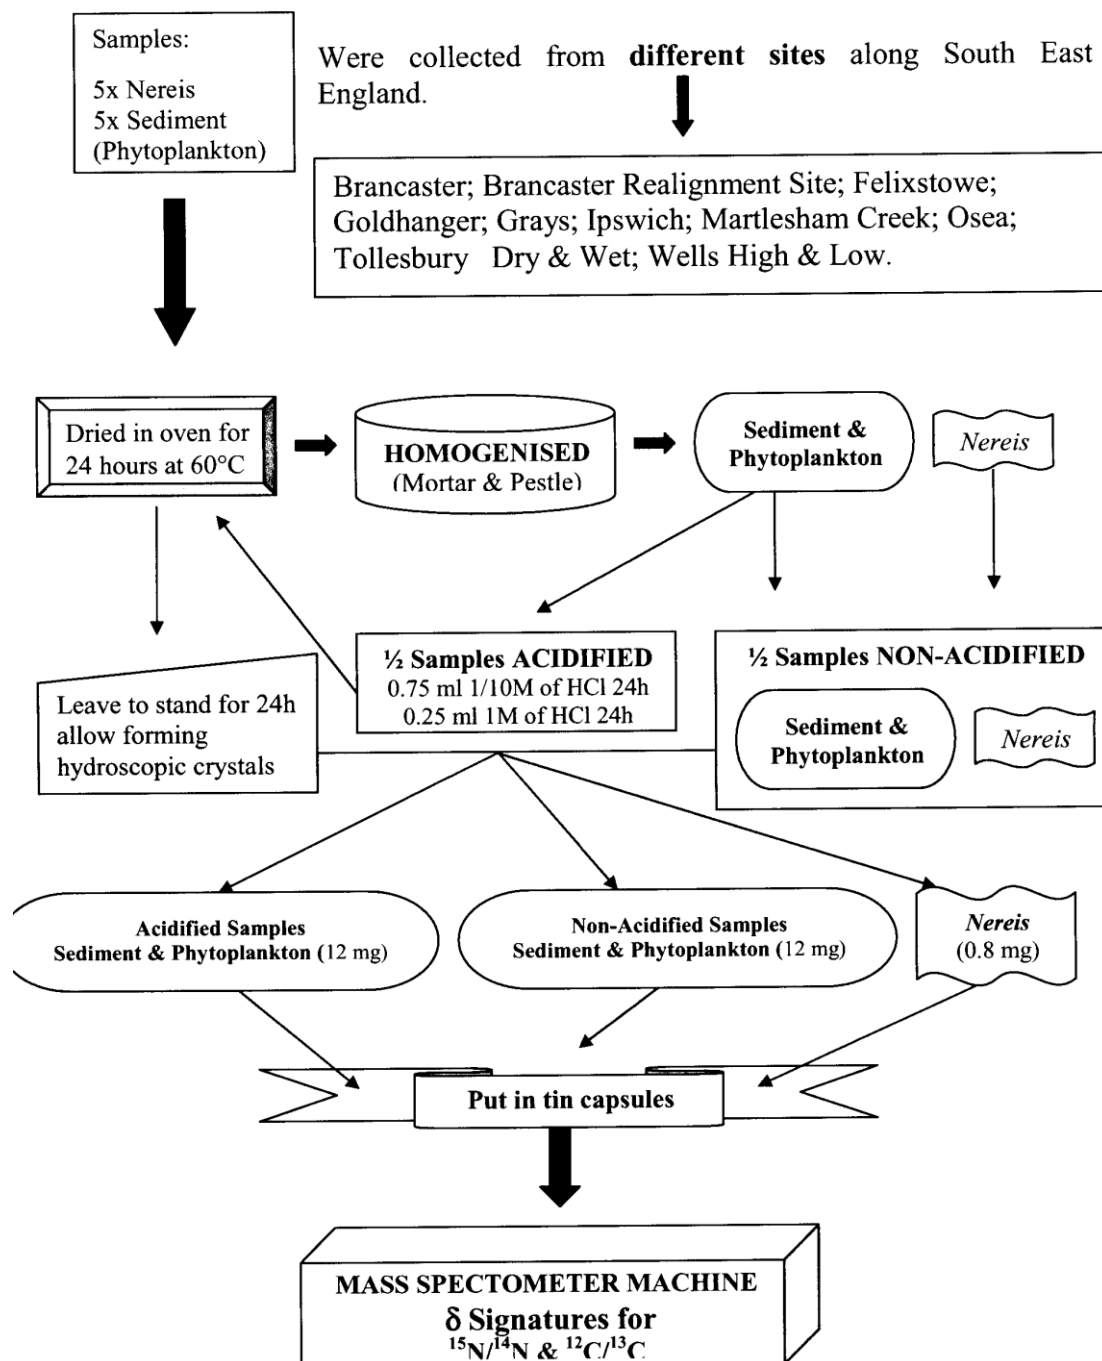 Samples:
5x Nereis
5x Sediment
(Phytoplankton)
Were collected from different sites along South East
England.
Brancaster; Brancaster Realignment Site; Felixstowe;
Goldhanger; Grays; Ipswich; Martlesham Creek; Osea;
Tollesbury Dry & Wet; Wells High & Low.
Dried in oven for
24 hours at 60°C
HOMOGENISED
(Mortar & Pestle)
Sediment &
Phytoplankton
Nereis
½ Samples ACIDIFIED
0.75 ml 1/10M of HCl 24h
0.25 ml 1M of HCl 24h
½ Samples NON-ACIDIFIED
Sediment &
Phytoplankton
Nereis
Leave to stand for 24h
allow forming
hydroscopic crystals
Acidified Samples
Sediment & Phytoplankton (12 mg)
Non-Acidified Samples
Sediment & Phytoplankton (12 mg)
Nereis
(0.8 mg)
Put in tin capsules
MASS SPECTOMETER MACHINE
δ Signatures for
¹⁵N/¹⁴N & ¹²C/¹³C